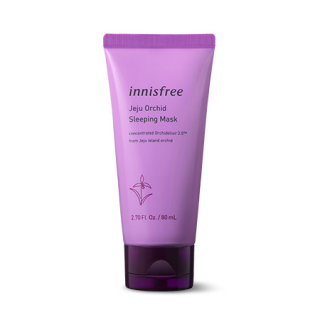 innisfree
Jeju Orchid
Sleeping Mask
concentrated Orchidelixir 2.0™
from Jeju island orchid
2.70 Fl. Oz. / 80 mL